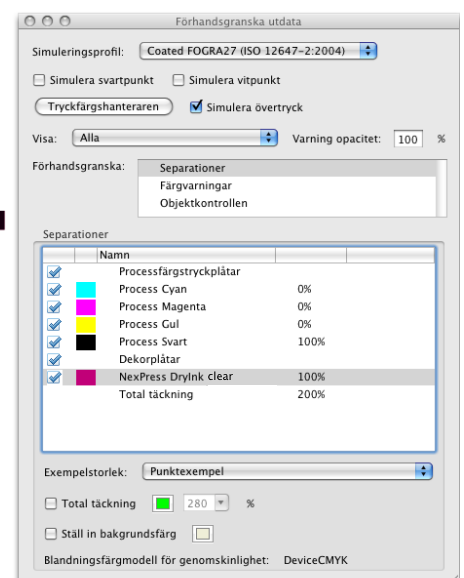 Förhandsgranska utdata
Simuleringsprofil: Coated FOGRA27 (ISO 12647-2:2004)
Simulera svartpunkt Simulera vitpunkt
Tryckfärgshanteraren Simulera övertryck
Visa: Alla Varning opacitet: 100 %
Förhandsgranska: Separationer
Färgvarningar
Objektkontrollen
Separationer
Namn
Processfärgstryckplåtar
Process Cyan 0%
Process Magenta 0%
Process Gul 0%
Process Svart 100%
Dekorplåtar
NexPress DryInk clear 100%
Total täckning 200%
Exempelstorlek: Punktexempel
Total täckning 280 %
Ställ in bakgrundsfärg
Blandningsfärgmodell för genomskinlighet: DeviceCMYK